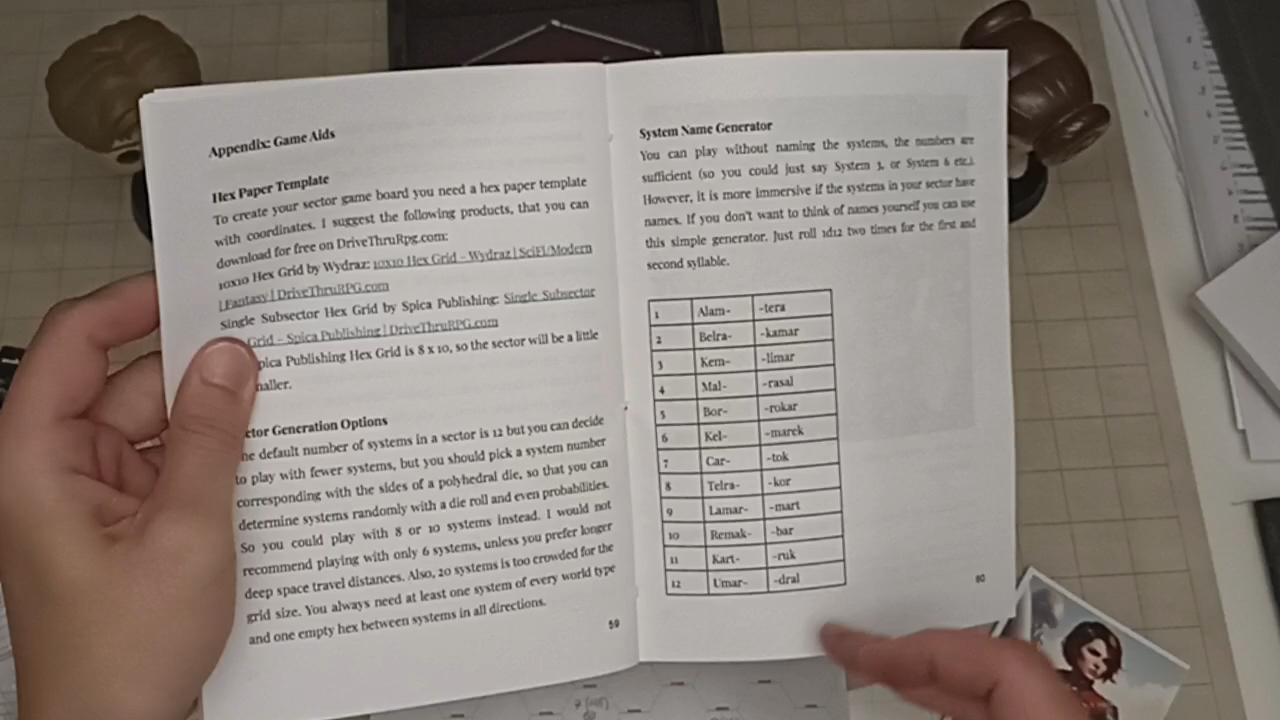 Appendix: Game Aids
Hex Paper Template
To create your sector game board you need a hex paper template
with coordinates. I suggest the following products, that you can
download for free on DriveThruRpg.com:
10x10 Hex Grid by Wydraz: 10x10 Hex Grid - Wydraz | SciFi/Modern
| Fantasy | DriveThruRPG.com
Single Subsector Hex Grid by Spica Publishing: Single Subsector
Grid - Spica Publishing | DriveThruRPG.com
pica Publishing Hex Grid is 8 x 10, so the sector will be a little
naller.
ctor Generation Options
he default number of systems in a sector is 12 but you can decide
to play with fewer systems, but you should pick a system number
corresponding with the sides of a polyhedral die, so that you can
determine systems randomly with a die roll and even probabilities.
So you could play with 8 or 10 systems instead. I would not
recommend playing with only 6 systems, unless you prefer longer
deep space travel distances. Also, 20 systems is too crowded for the
grid size. You always need at least one system of every world type
and one empty hex between systems in all directions.
59
System Name Generator
You can play without naming the systems, the numbers are
sufficient (so you could just say System 3, or System 6 etc.).
However, it is more immersive if the systems in your sector have
names. If you don't want to think of names yourself you can use
this simple generator. Just roll 1d12 two times for the first and
second syllable.
1 Alam- -tera
2 Belra- -kamar
3 Kem- -limar
4 Mal- -rasal
5 Bor- -rokar
6 Kel- -marek
7 Car- -tok
8 Telra- -kor
9 Lamar- -mart
10 Remak- -bar
11 Kart- -ruk
12 Umar- -dral
60